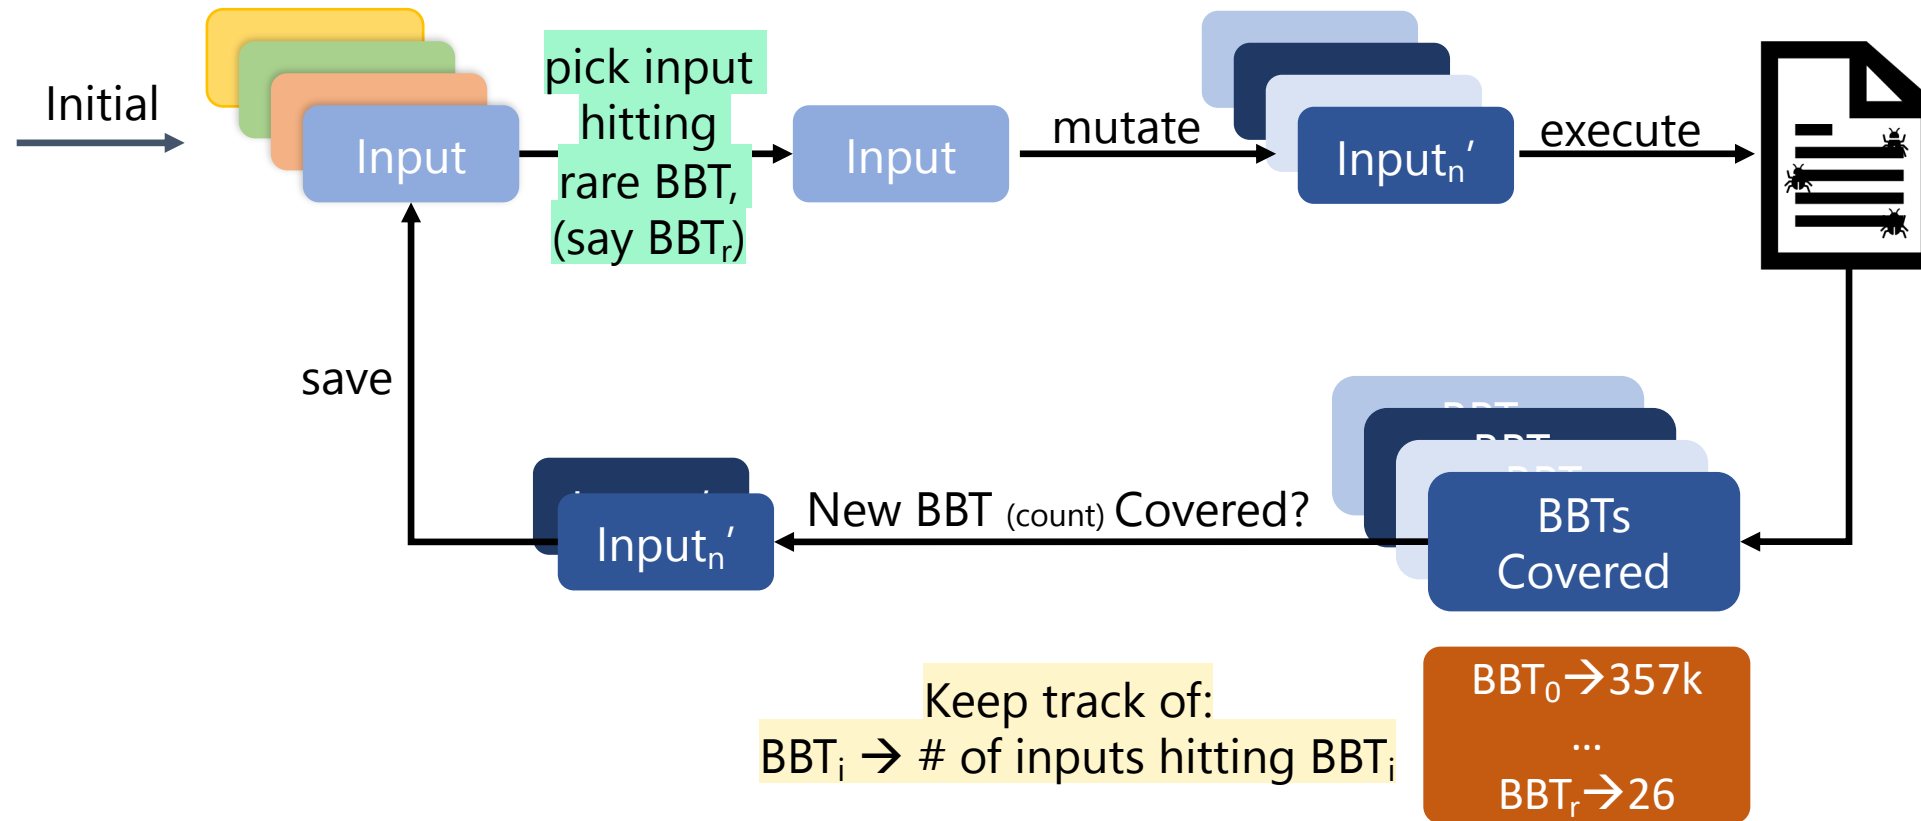 Initial
Input
pick input
hitting
rare BBT,
(say BBTᵣ)
Input
mutate
Inputₙ′
execute
save
Inputₙ′
New BBT (count) Covered?
BBTs
Covered
Keep track of:
BBTᵢ → # of inputs hitting BBTᵢ
BBT₀→357k
...
BBTᵣ→26